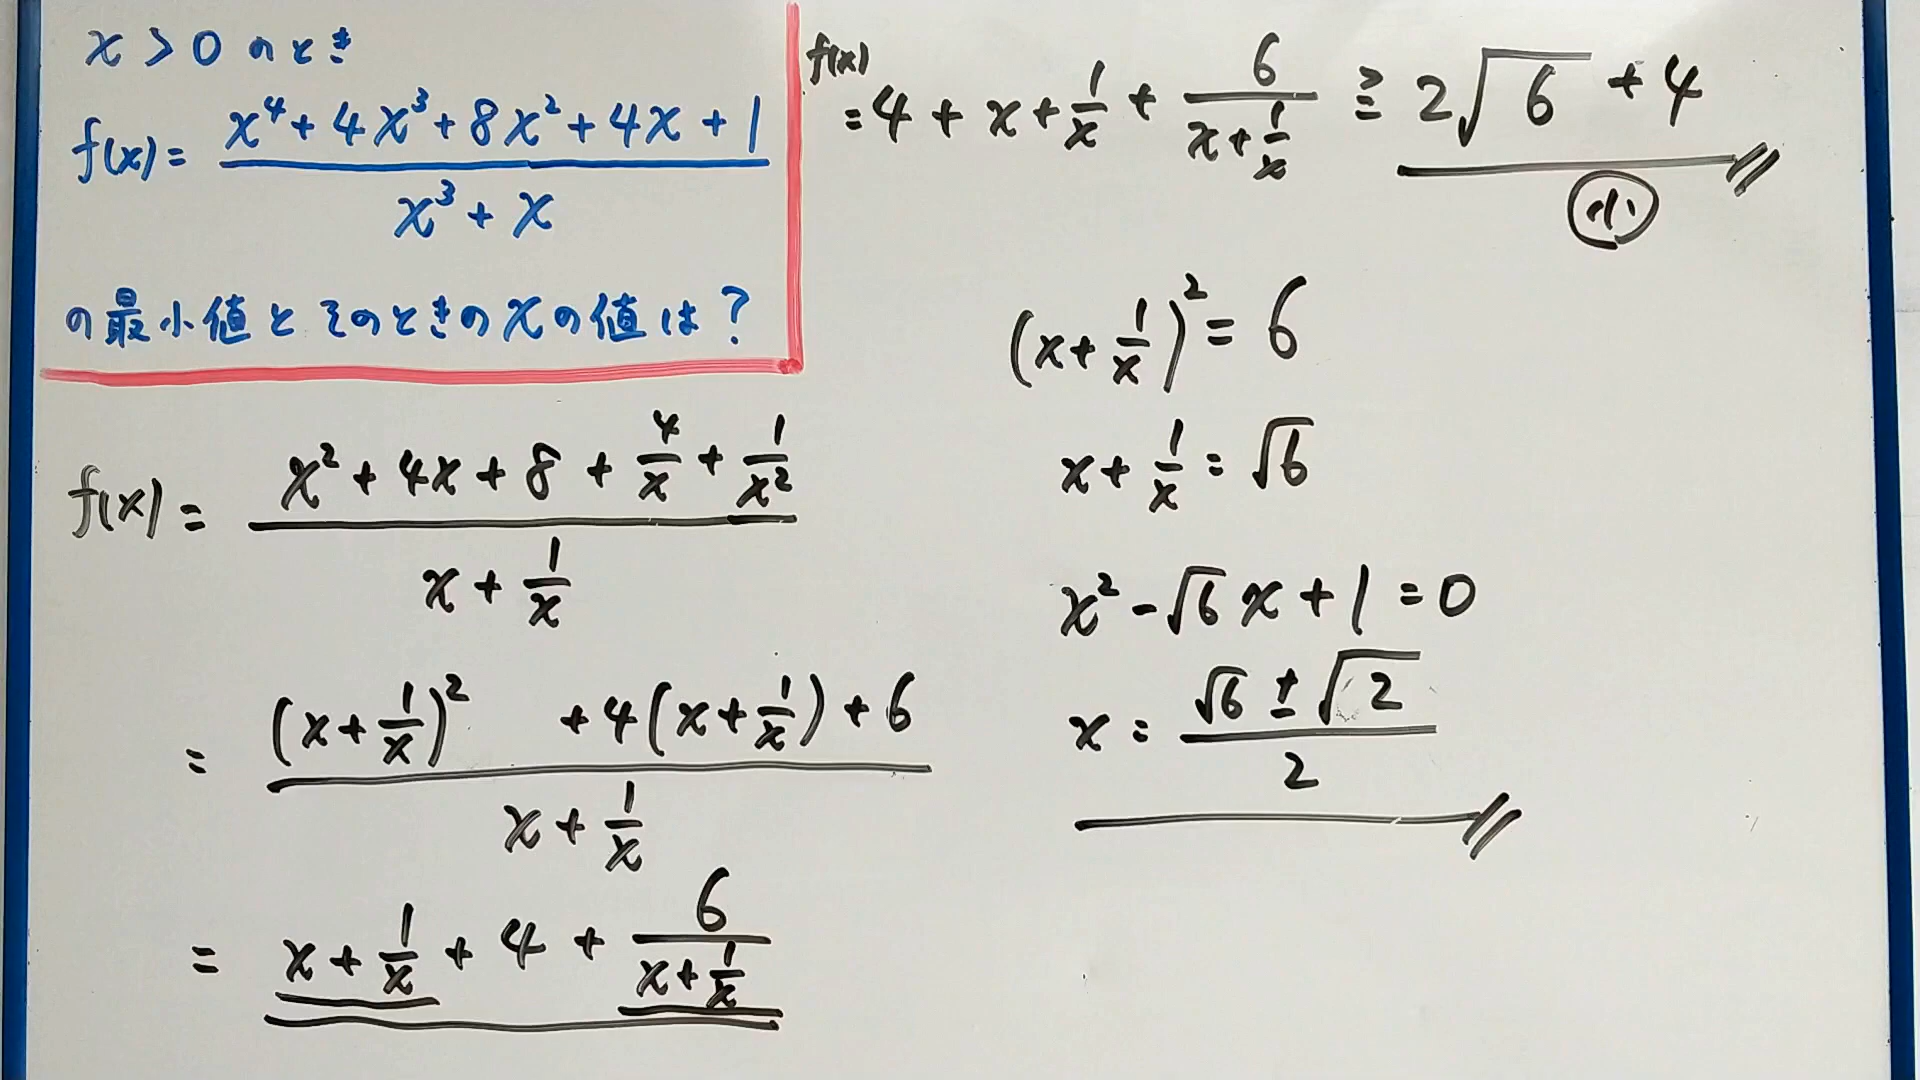 x > 0 のとき
f(x) = (x⁴ + 4x³ + 8x² + 4x + 1) / (x³ + x)
の最小値とそのときのxの値は?
f(x) = (x² + 4x + 8 + 4/x + 1/x²) / (x + 1/x)
= ((x + 1/x)² + 4(x + 1/x) + 6) / (x + 1/x)
= x + 1/x + 4 + 6/(x + 1/x)
f(x)
= 4 + x + 1/x + 6/(x + 1/x) ≧ 2√6 + 4
小
(x + 1/x)² = 6
x + 1/x = √6
x² - √6x + 1 = 0
x = (√6 ± √2) / 2